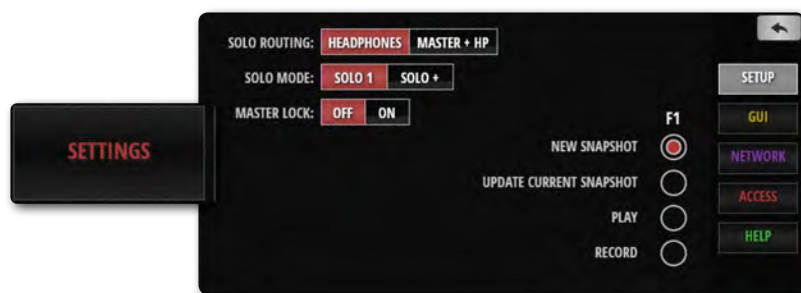 SETTINGS
SOLO ROUTING: HEADPHONES MASTER + HP
SOLO MODE: SOLO 1 SOLO +
MASTER LOCK: OFF ON
F1
NEW SNAPSHOT
UPDATE CURRENT SNAPSHOT
PLAY
RECORD
SETUP
GUI
NETWORK
ACCESS
HELP